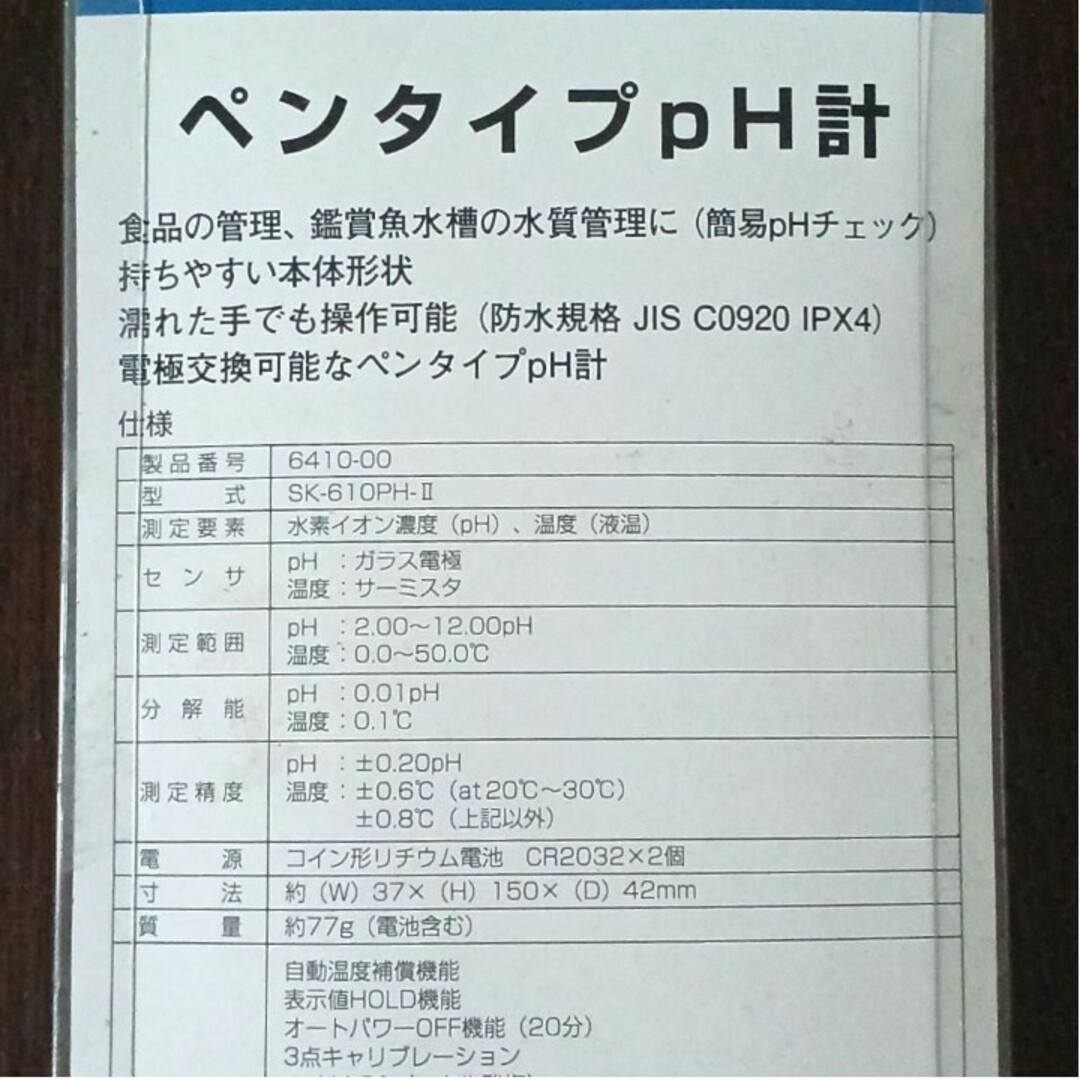 ペンタイプpH計
食品の管理、鑑賞魚水槽の水質管理に（簡易pHチェック）
持ちやすい本体形状
濡れた手でも操作可能（防水規格 JIS C0920 IPX4）
電極交換可能なペンタイプpH計
仕様
製品番号 6410-00
型式 SK-610PH-Ⅱ
測定要素 水素イオン濃度（pH）、温度（液温）
センサ pH ：ガラス電極
温度：サーミスタ
測定範囲 pH ：2.00～12.00pH
温度：0.0～50.0℃
分解能 pH ：0.01pH
温度：0.1℃
測定精度 pH ：±0.20pH
温度：±0.6℃（at20℃～30℃）
±0.8℃（上記以外）
電源 コイン形リチウム電池 CR2032×2個
寸法 約（W）37×（H）150×（D）42mm
質量 約77g（電池含む）
自動温度補償機能
表示値HOLD機能
オートパワーOFF機能（20分）
3点キャリブレーション